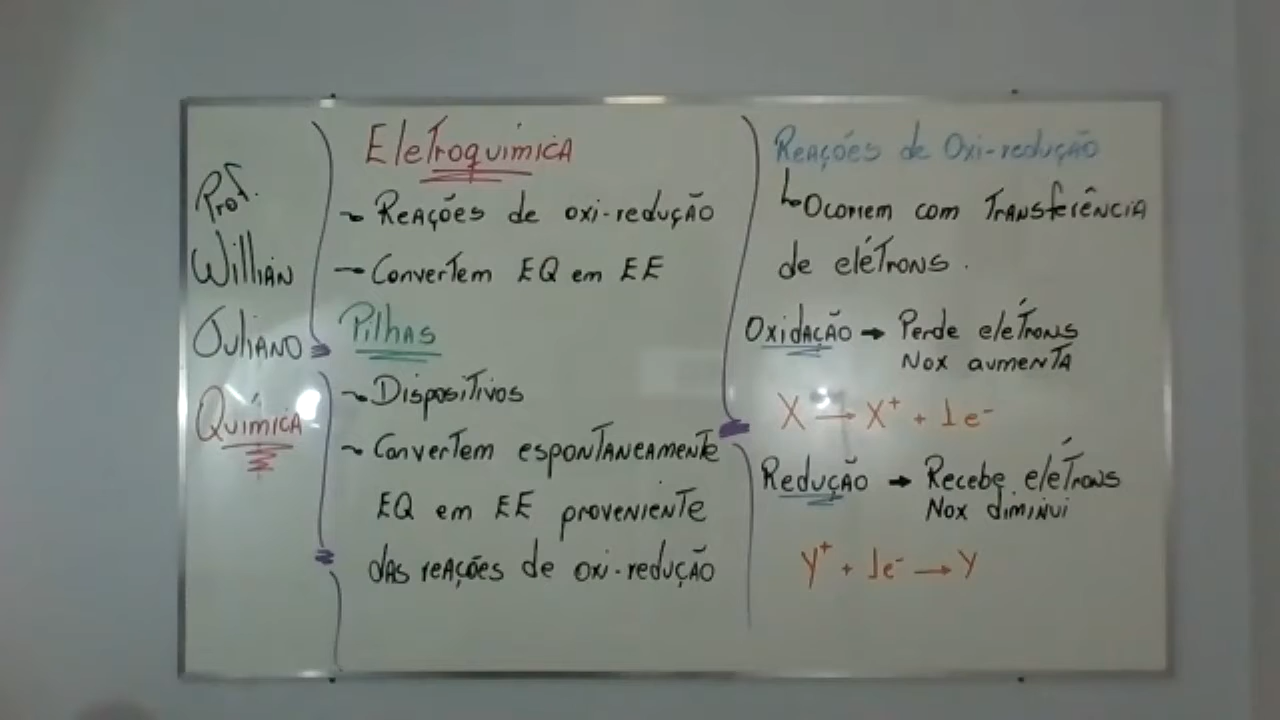 Prof.
Willian
Juliano
Química
Eletroquímica
~ Reações de oxi-redução
~ Convertem EQ em EE
Pilhas
~ Dispositivos
~ Convertem espontaneamente
EQ em EE proveniente
das reações de oxi-redução
Reações de Oxi-redução
↳ Ocorrem com Transferência
de elétrons.
Oxidação → Perde elétrons
Nox aumenta
X → X⁺ + 1e⁻
Redução → Recebe elétrons
Nox diminui
Y⁺ + 1e⁻ → Y